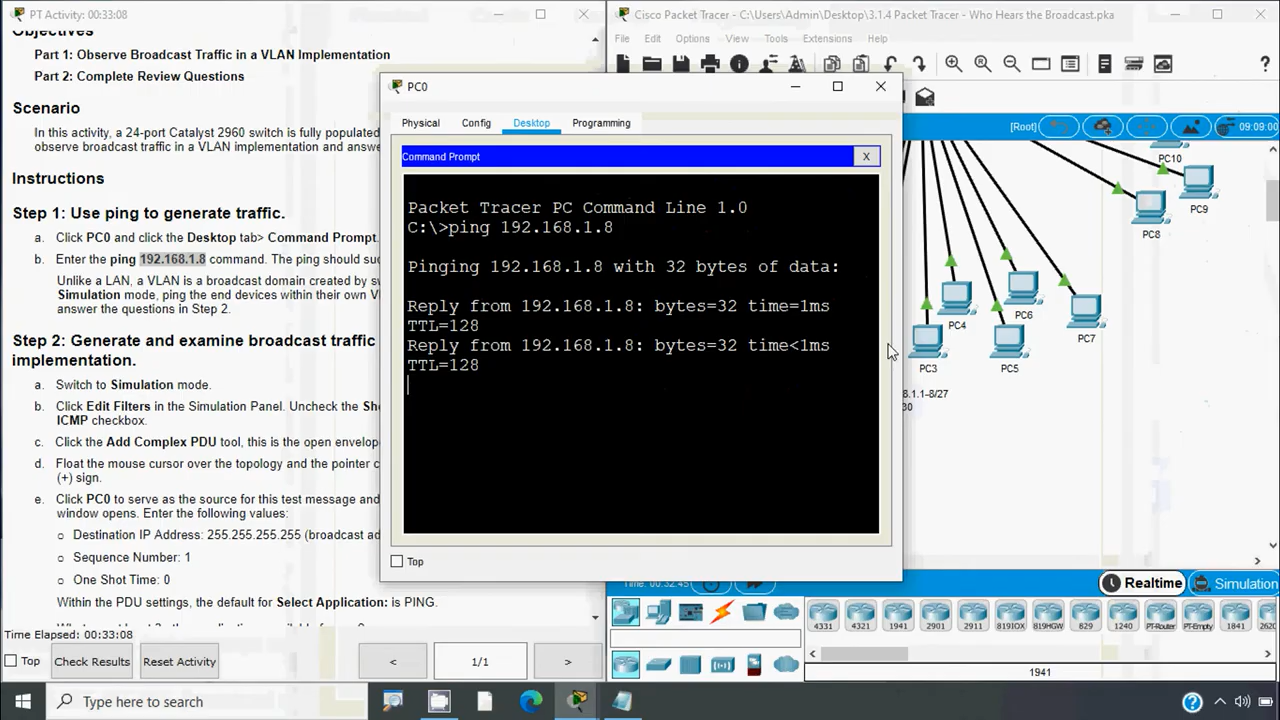 PT Activity: 00:33:08
Objectives
Part 1: Observe Broadcast Traffic in a VLAN Implementation
Part 2: Complete Review Questions
Scenario
In this activity, a 24-port Catalyst 2960 switch is fully populated
observe broadcast traffic in a VLAN implementation and answe
Instructions
Step 1: Use ping to generate traffic.
a. Click PC0 and click the Desktop tab> Command Prompt.
b. Enter the ping 192.168.1.8 command. The ping should suc
Unlike a LAN, a VLAN is a broadcast domain created by sw
Simulation mode, ping the end devices within their own V
answer the questions in Step 2.
Step 2: Generate and examine broadcast traffic
implementation.
a. Switch to Simulation mode.
b. Click Edit Filters in the Simulation Panel. Uncheck the Sho
ICMP checkbox.
c. Click the Add Complex PDU tool, this is the open envelop
d. Float the mouse cursor over the topology and the pointer c
(+) sign.
e. Click PC0 to serve as the source for this test message and
window opens. Enter the following values:
o Destination IP Address: 255.255.255.255 (broadcast ad
o Sequence Number: 1
o One Shot Time: 0
Within the PDU settings, the default for Select Application: is PING.
Time Elapsed: 00:33:08
Top
Check Results
Reset Activity
<
1/1
>
Cisco Packet Tracer - C:\Users\Admin\Desktop\3.1.4 Packet Tracer - Who Hears the Broadcast.pka
File Edit Options View Tools Extensions Help
?
[Root]
09:09:00
PC10
PC9
PC8
PC4
PC6
PC7
PC3
PC5
8.1.1-8/27
30
PC0
Physical
Config
Desktop
Programming
Command Prompt
X
Packet Tracer PC Command Line 1.0
C:\>ping 192.168.1.8
Pinging 192.168.1.8 with 32 bytes of data:
Reply from 192.168.1.8: bytes=32 time=1ms
TTL=128
Reply from 192.168.1.8: bytes=32 time<1ms
TTL=128
Top
Time: 00:32:45
Realtime
Simulation
4331 4321 1941 2901 2911 819IOX 819HGW 829 1240 PT-Router PT-Empty 1841 2620
1941
Type here to search